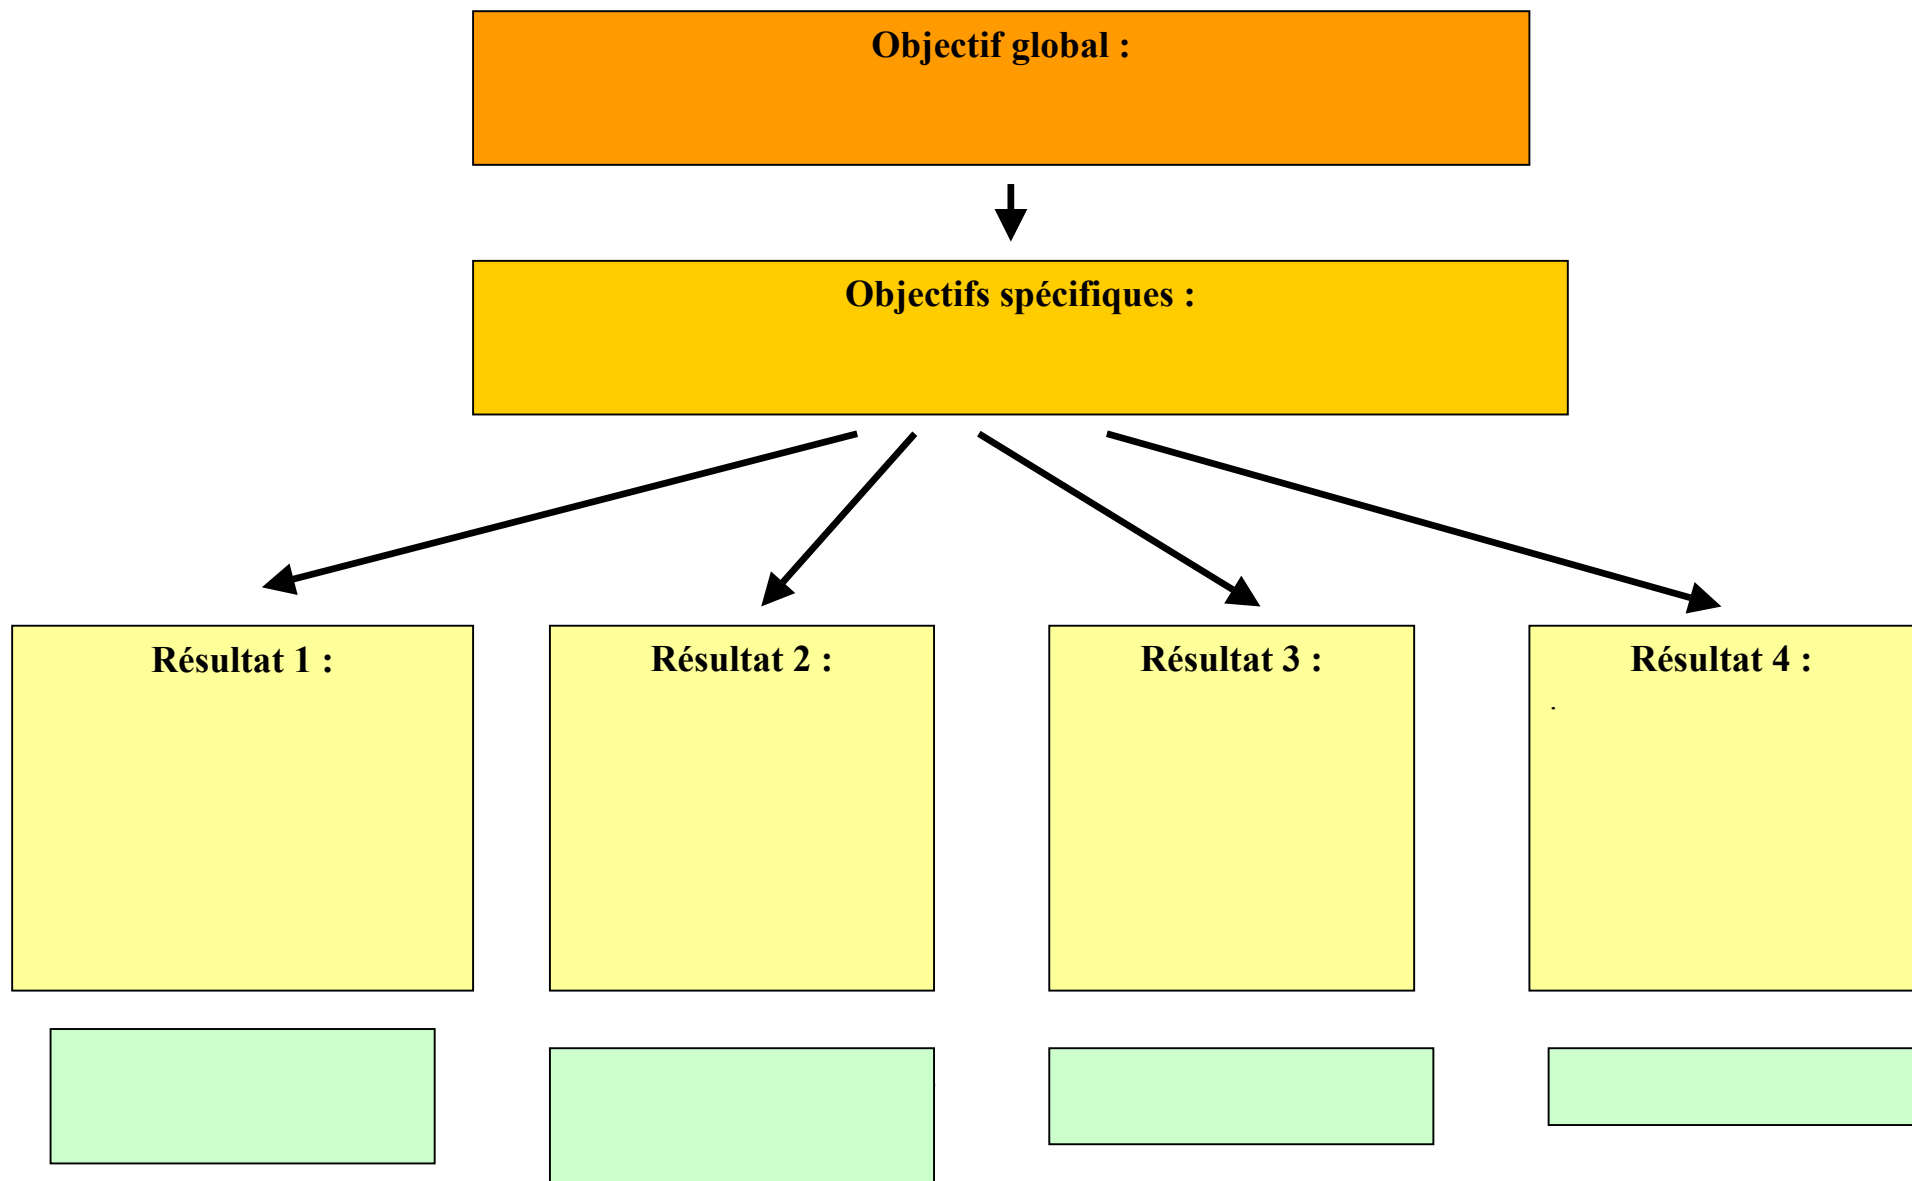 Objectif global :
Objectifs spécifiques :
Résultat 1 :
Résultat 2 :
Résultat 3 :
Résultat 4 :
.